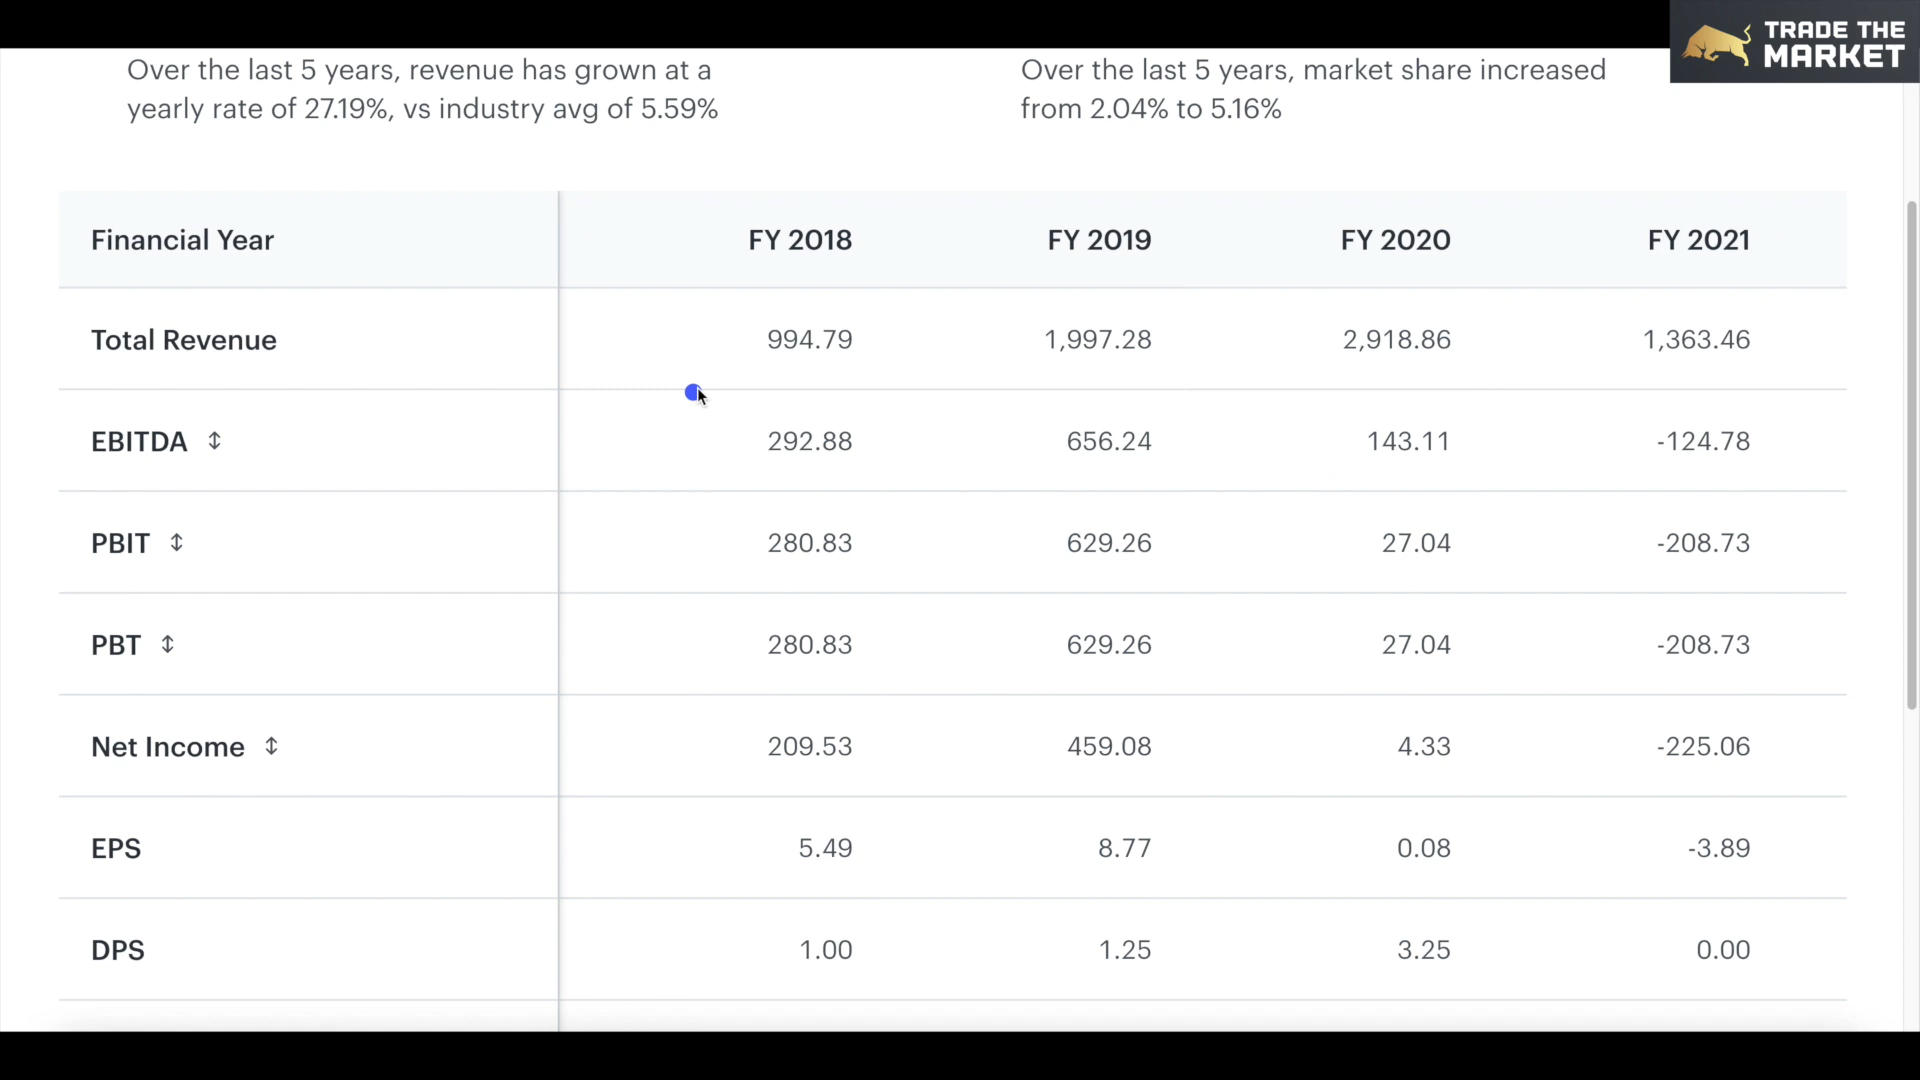 TRADE THE
MARKET
Over the last 5 years, revenue has grown at a
yearly rate of 27.19%, vs industry avg of 5.59%
Over the last 5 years, market share increased
from 2.04% to 5.16%
Financial Year FY 2018 FY 2019 FY 2020 FY 2021
Total Revenue 994.79 1,997.28 2,918.86 1,363.46
EBITDA ↕ 292.88 656.24 143.11 -124.78
PBIT ↕ 280.83 629.26 27.04 -208.73
PBT ↕ 280.83 629.26 27.04 -208.73
Net Income ↕ 209.53 459.08 4.33 -225.06
EPS 5.49 8.77 0.08 -3.89
DPS 1.00 1.25 3.25 0.00